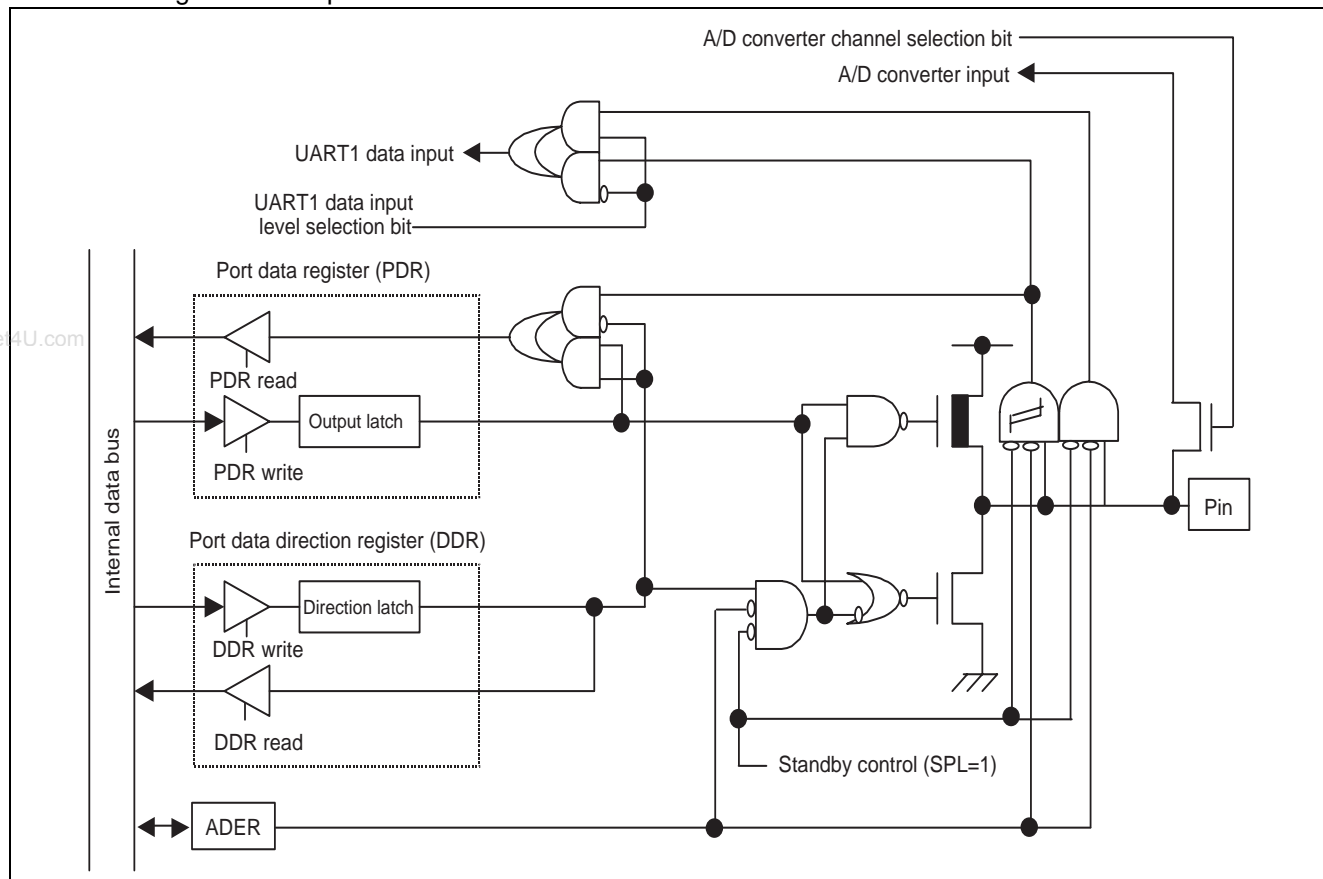 A/D converter channel selection bit
A/D converter input
UART1 data input
UART1 data input
level selection bit
Port data register (PDR)
et4U.com
PDR read
Output latch
PDR write
Internal data bus
Pin
Port data direction register (DDR)
Direction latch
DDR write
DDR read
Standby control (SPL=1)
ADER